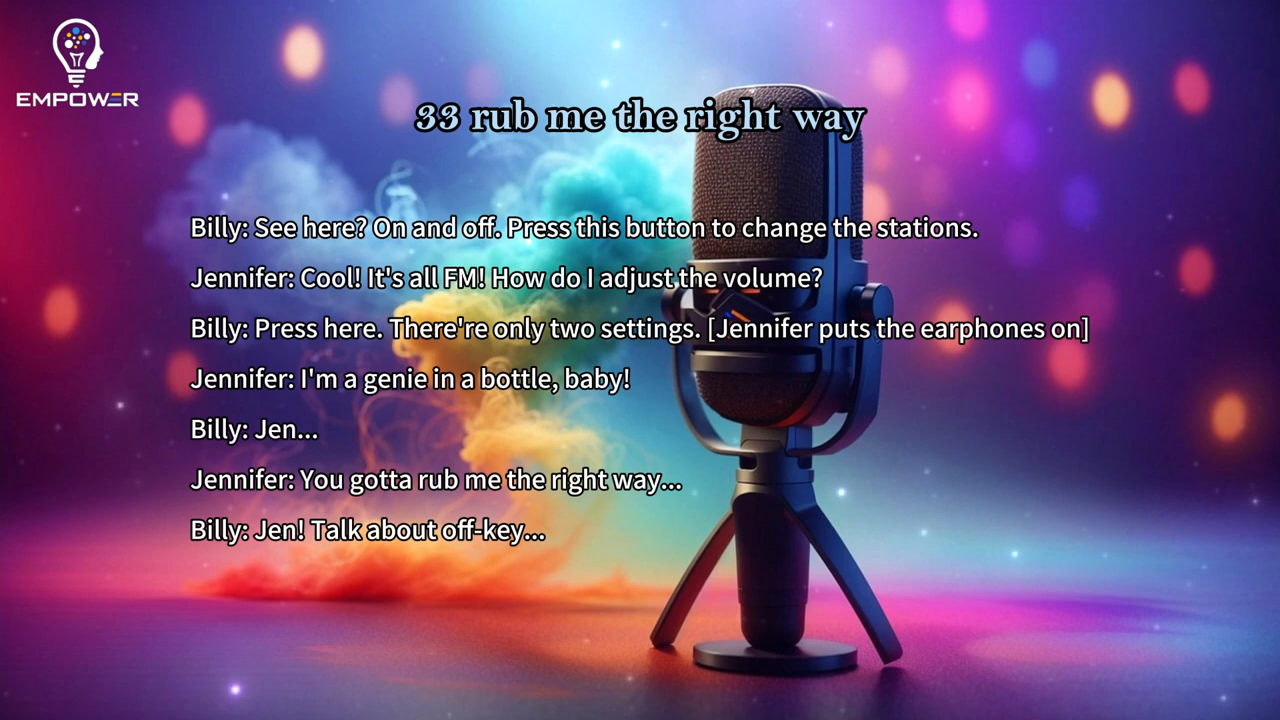 EMPOWER
33 rub me the right way
Billy: See here? On and off. Press this button to change the stations.
Jennifer: Cool! It's all FM! How do I adjust the volume?
Billy: Press here. There're only two settings. [Jennifer puts the earphones on]
Jennifer: I'm a genie in a bottle, baby!
Billy: Jen...
Jennifer: You gotta rub me the right way...
Billy: Jen! Talk about off-key...